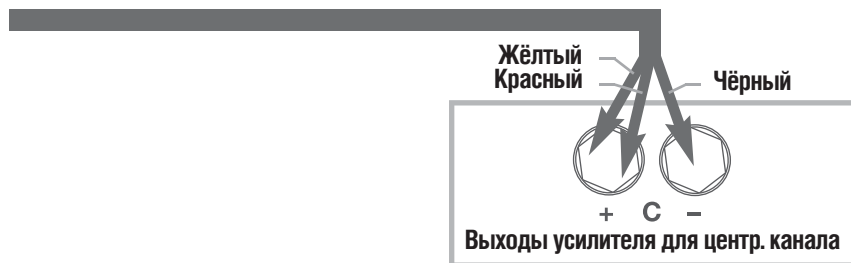 Жёлтый
Красный
Чёрный
+ C –
Выходы усилителя для центр. канала